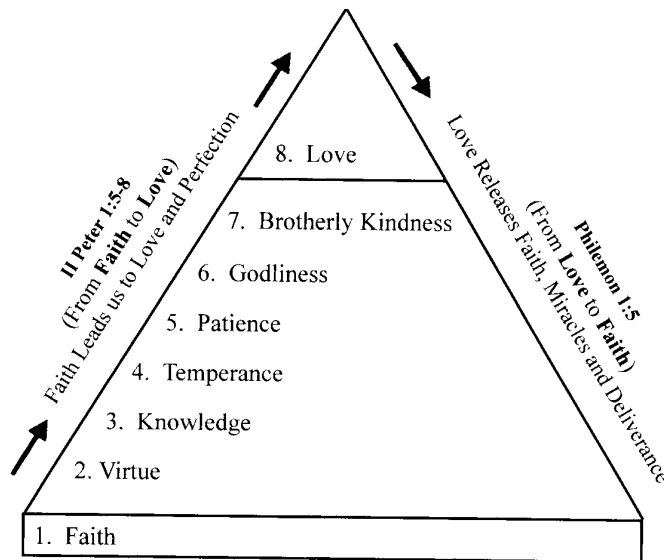 II Peter 1:5-8
(From Faith to Love)
Faith Leads us to Love and Perfection
Philemon 1:5
(From Love to Faith)
Love Releases Faith, Miracles and Deliverance
8. Love
7. Brotherly Kindness
6. Godliness
5. Patience
4. Temperance
3. Knowledge
2. Virtue
1. Faith